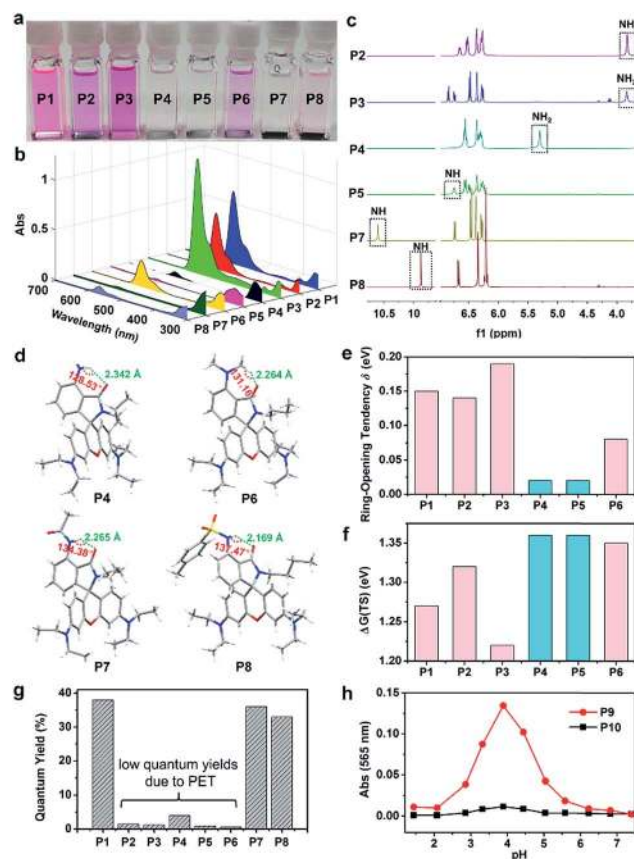 a
P1 P2 P3 P4 P5 P6 P7 P8
b
Abs
1
0.5
0
700
600
500
400
300
Wavelength (nm)
P8 P7 P6 P5 P4 P3 P2 P1
c
P2
P3 NH₂
P4 NH₂
P5 NH
P7 NH
P8 NH
10.5 10 6.5 6.0 5.5 5.0 4.5 4.0
f1 (ppm)
d
2.342 Å
128.53°
P4
2.264 Å
131.16°
P6
2.265 Å
134.38°
P7
2.169 Å
137.47°
P8
e
Ring-Opening Tendency δ (eV)
0.20
0.15
0.10
0.05
0.00
P1 P2 P3 P4 P5 P6
f
ΔG(TS) (eV)
1.35
1.30
1.25
1.20
P1 P2 P3 P4 P5 P6
g
Quantum Yield (%)
40
30
20
10
0
low quantum yields
due to PET
P1 P2 P3 P4 P5 P6 P7 P8
h
Abs (565 nm)
0.15
0.10
0.05
0.00
P9
P10
2 3 4 5 6 7
pH